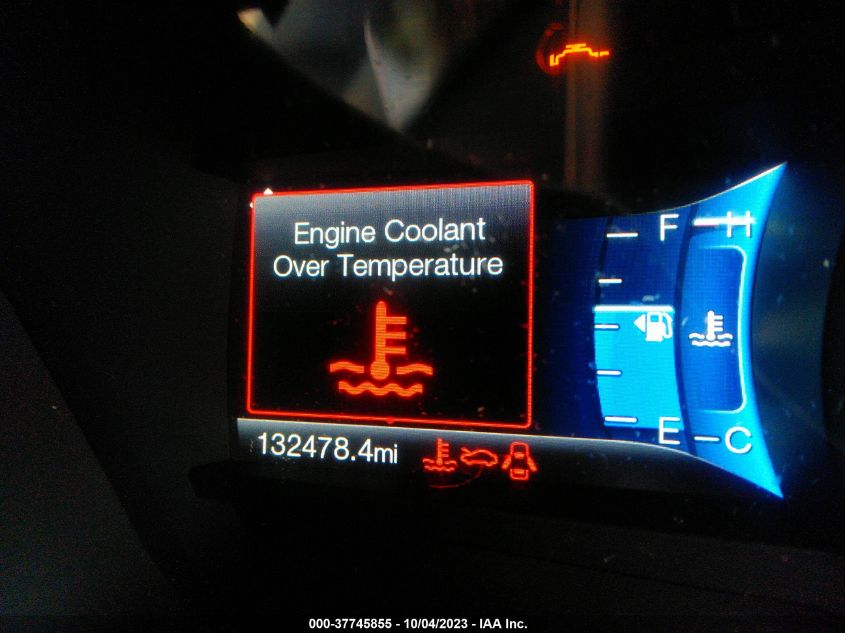 Engine Coolant
Over Temperature
F H
E C
132478.4mi
000-37745855 - 10/04/2023 - IAA Inc.